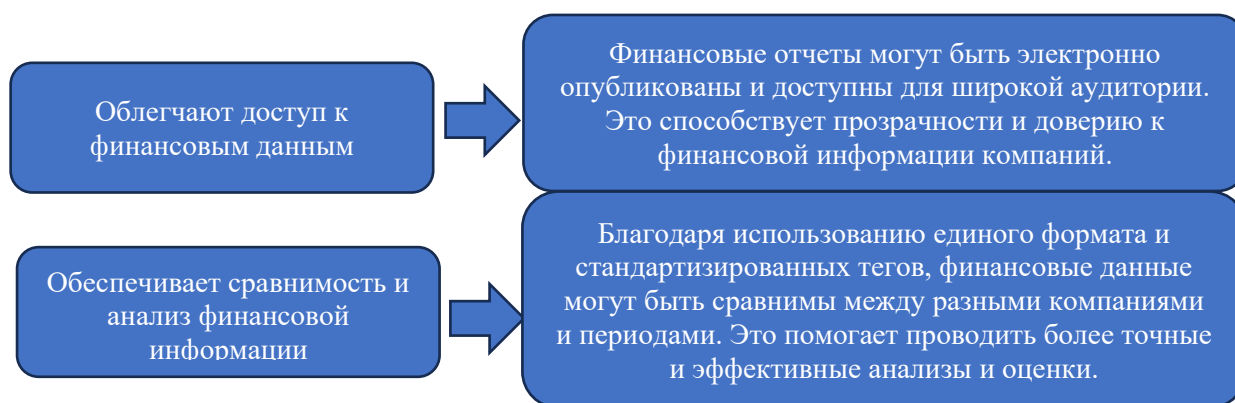 Облегчают доступ к
финансовым данным
Финансовые отчеты могут быть электронно
опубликованы и доступны для широкой аудитории.
Это способствует прозрачности и доверию к
финансовой информации компаний.
Обеспечивает сравнимость и
анализ финансовой
информации
Благодаря использованию единого формата и
стандартизированных тегов, финансовые данные
могут быть сравнимы между разными компаниями
и периодами. Это помогает проводить более точные
и эффективные анализы и оценки.